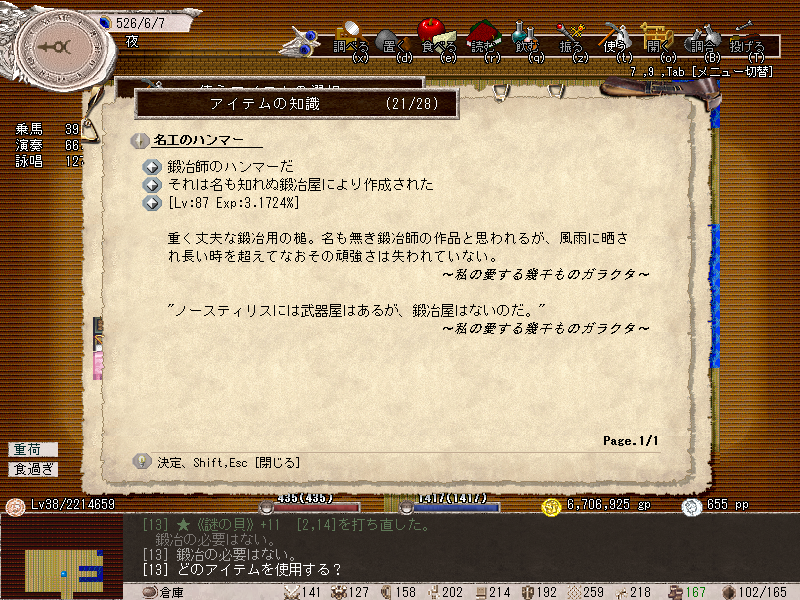 526/6/7
夜
調べる 置く 食べる 読む 飲む 振る 使う 開く 調合 投げる
(x) (d) (e) (r) (q) (z) (t) (o) (B) (T)
7 ,9 ,Tab [メニュー切替]
アイテムの知識 (21/28)
乗馬 39
演奏 66
詠唱 12
名工のハンマー
鍛冶師のハンマーだ
それは名も知れぬ鍛冶屋により作成された
[Lv:87 Exp:3.1724%]
重く丈夫な鍛冶用の槌。名も無き鍛冶師の作品と思われるが、風雨に晒さ
れ長い時を超えてなおその頑強さは失われていない。
～私の愛する幾千ものガラクタ～
"ノースティリスには武器屋はあるが、鍛冶屋はないのだ。"
～私の愛する幾千ものガラクタ～
Page.1/1
決定、Shift,Esc [閉じる]
重荷
食過ぎ
Lv38/2214659
435(435)
1417(1417)
6,706,925 gp
655 pp
[13] ★《謎の貝》+11 [2,14]を打ち直した。
鍛冶の必要はない。
[13] 鍛冶の必要はない。
[13] どのアイテムを使用する？
倉庫
141 127 158 202 214 192 259 218 167 102/165